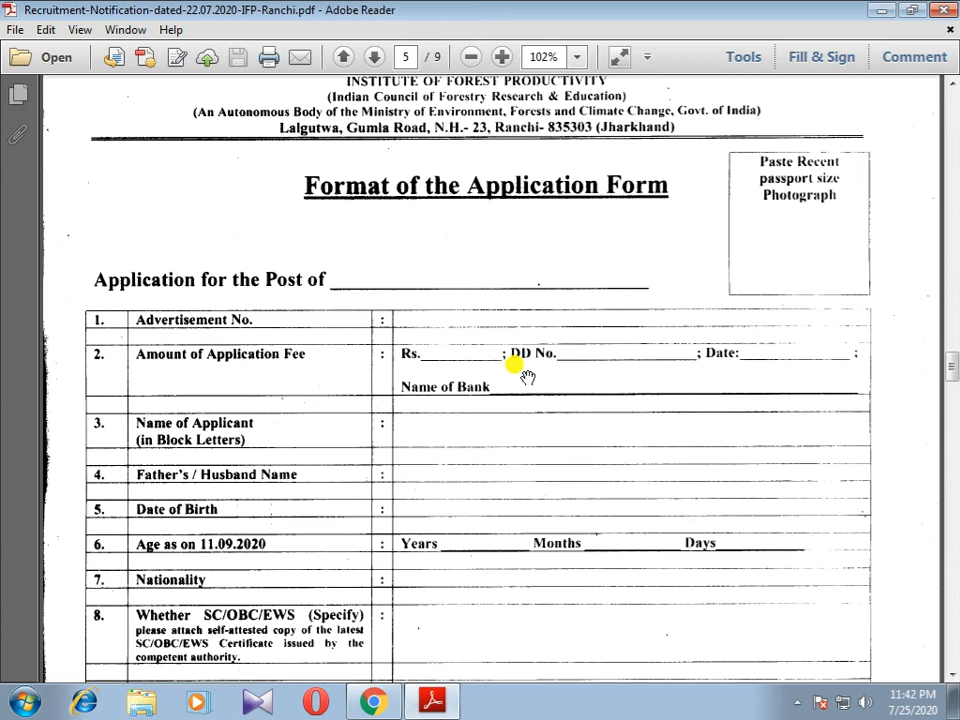 Recruitment-Notification-dated-22.07.2020-IFP-Ranchi.pdf - Adobe Reader
File Edit View Window Help
Open 5 / 9 102% Tools Fill & Sign Comment
INSTITUTE OF FOREST PRODUCTIVITY
(Indian Council of Forestry Research & Education)
(An Autonomous Body of the Ministry of Environment, Forests and Climate Change, Govt. of India)
Lalgutwa, Gumla Road, N.H.- 23, Ranchi- 835303 (Jharkhand)
Paste Recent
passport size
Photograph
Format of the Application Form
Application for the Post of
1. Advertisement No. :
2. Amount of Application Fee : Rs. ; DD No. ; Date: ;
Name of Bank
3. Name of Applicant :
(in Block Letters)
4. Father's / Husband Name :
5. Date of Birth :
6. Age as on 11.09.2020 : Years Months Days
7. Nationality :
8. Whether SC/OBC/EWS (Specify) :
please attach self-attested copy of the latest
SC/OBC/EWS Certificate issued by the
competent authority.
11:42 PM
7/25/2020